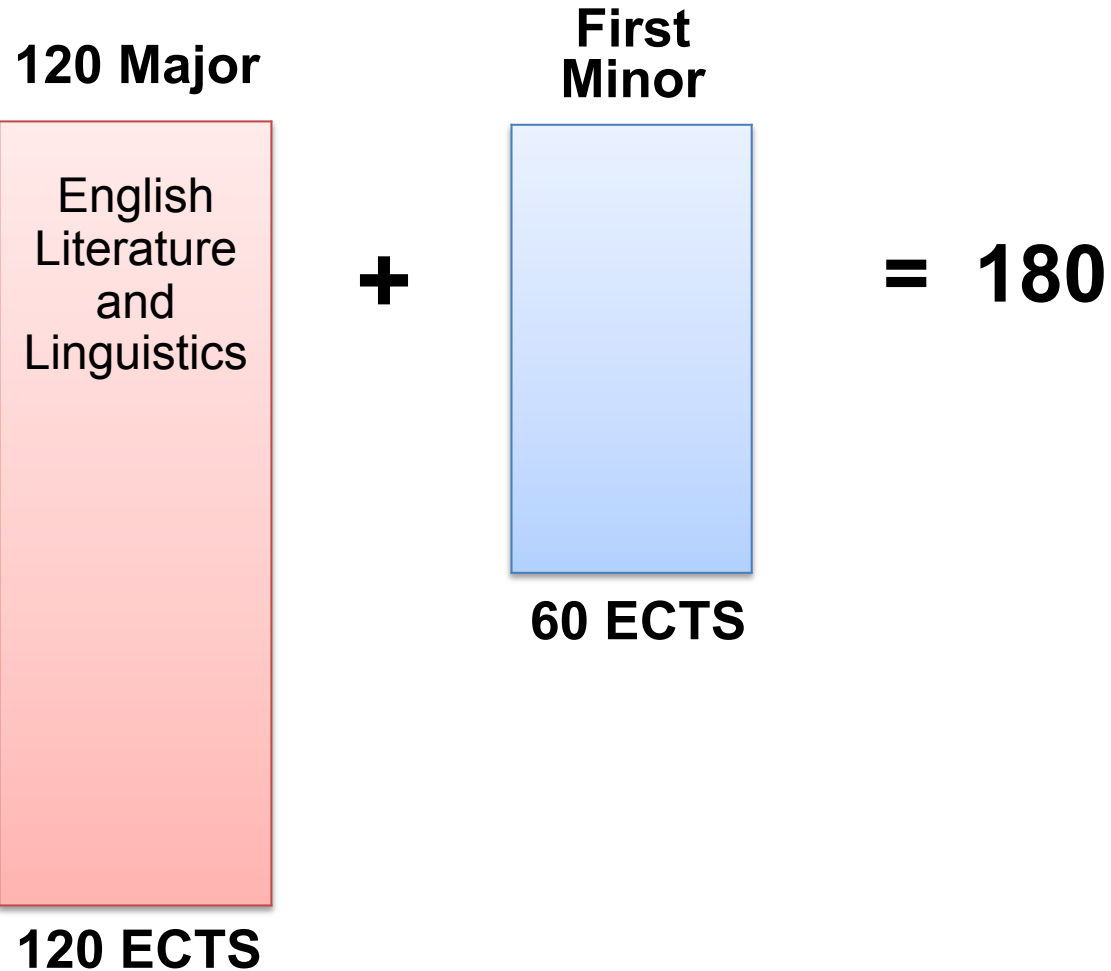 120 Major
English
Literature
and
Linguistics
120 ECTS
+
First
Minor
60 ECTS
= 180